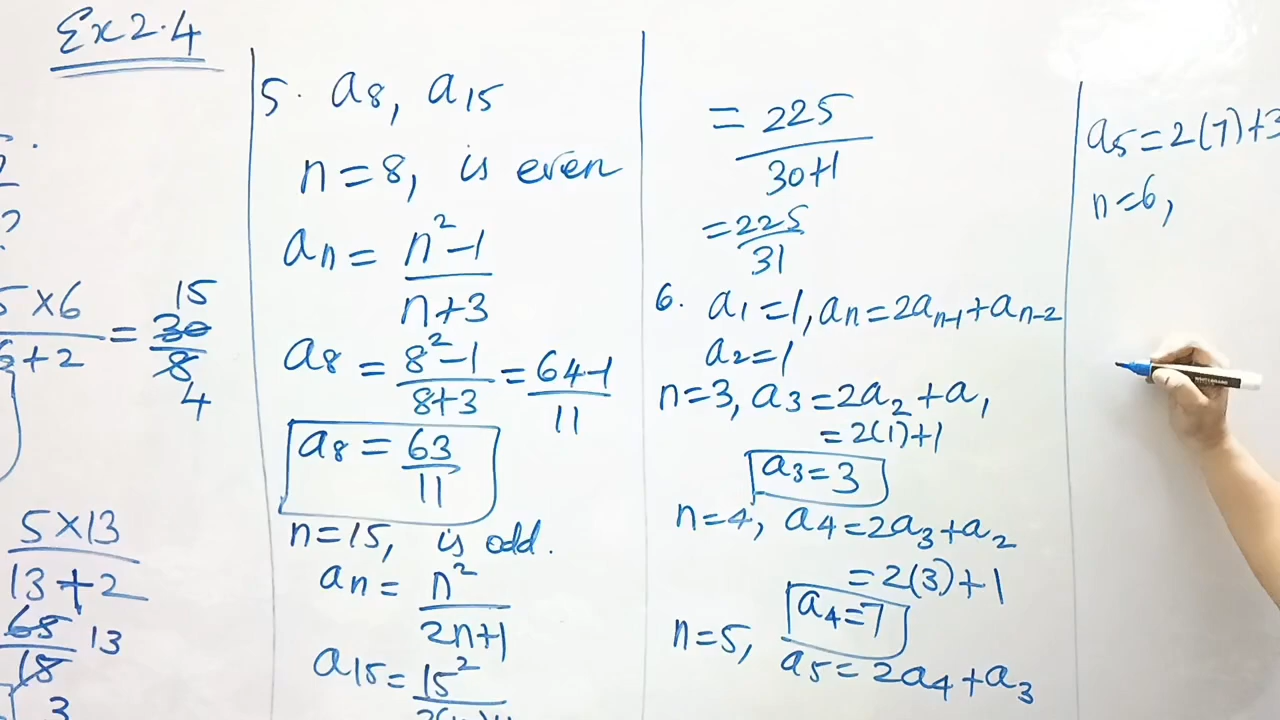 Ex 2.4
?
5×6/6+2 = 15 30/8 4
5×13/13+2
65/18 13
3
5. a₈, a₁₅
n=8, is even
aₙ = n²-1/n+3
a₈ = 8²-1/8+3 = 64-1/11
a₈ = 63/11
n=15, is odd.
aₙ = n²/2n+1
a₁₅ = 15²
= 225/30+1
= 225/31
6. a₁=1, aₙ=2aₙ₋₁+aₙ₋₂
a₂=1
n=3, a₃=2a₂+a₁
=2(1)+1
a₃=3
n=4, a₄=2a₃+a₂
=2(3)+1
a₄=7
n=5, a₅=2a₄+a₃
a₅=2(7)+3
n=6,